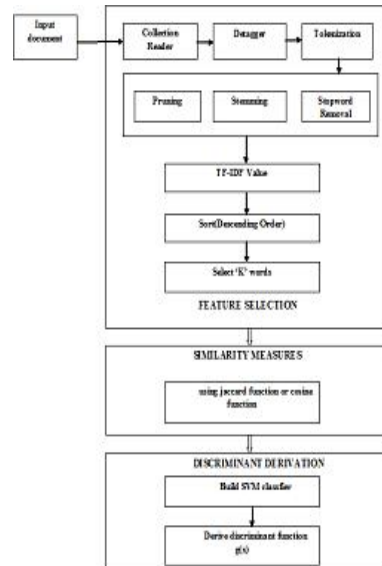 Input
document
Collection
Reader
Detagger
Tokenization
Pruning
Stemming
Stopword
Removal
TF-IDF Value
Sort(Descending Order)
Select 'K' words
FEATURE SELECTION
SIMILARITY MEASURES
using jaccard function or cosine
function
DISCRIMINANT DERIVATION
Build SVM classifier
Derive discriminant function
g(x)